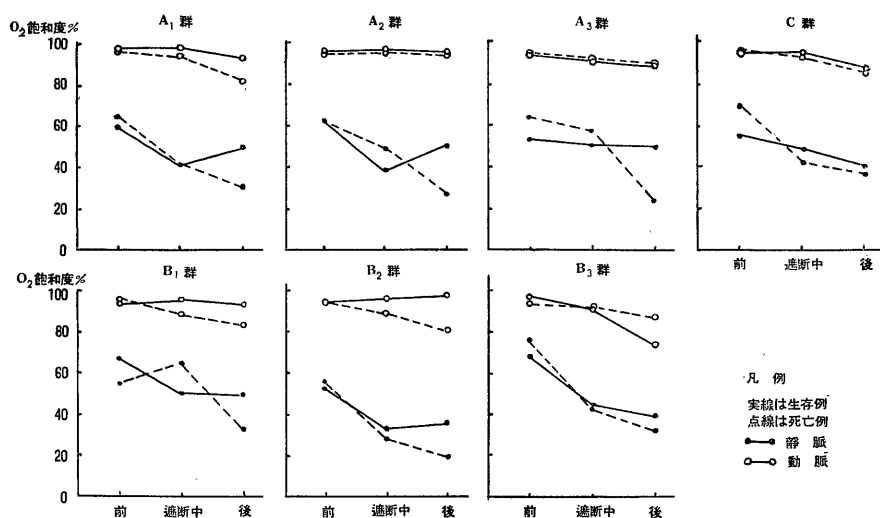 A₁ 群
A₂ 群
A₃ 群
C 群
O₂飽和度%
100
80
60
40
20
0
前
遮断中
後
B₁ 群
B₂ 群
B₃ 群
O₂飽和度%
100
80
60
40
20
0
前
遮断中
後
前
遮断中
後
前
遮断中
後
凡 例
実線は生存例
点線は死亡例
静 脈
動 脈